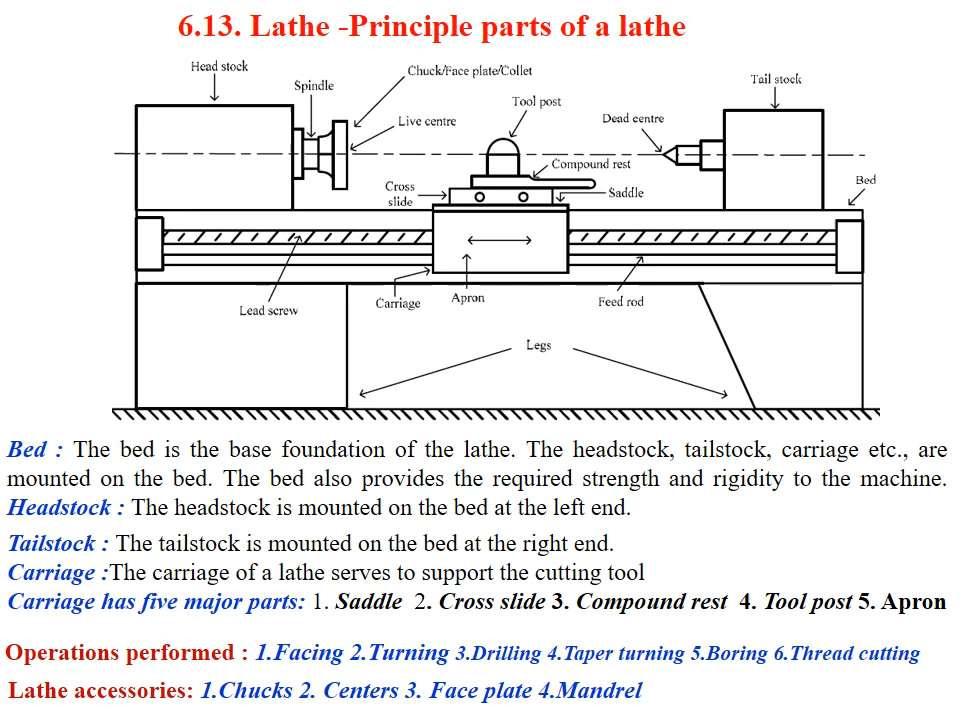 6.13. Lathe -Principle parts of a lathe
Head stock
Spindle
Chuck/Face plate/Collet
Tail stock
Tool post
Live centre
Dead centre
Compound rest
Bed
Cross
slide
Saddle
Lead screw
Carriage
Apron
Feed rod
Legs
Bed : The bed is the base foundation of the lathe. The headstock, tailstock, carriage etc., are
mounted on the bed. The bed also provides the required strength and rigidity to the machine.
Headstock : The headstock is mounted on the bed at the left end.
Tailstock : The tailstock is mounted on the bed at the right end.
Carriage :The carriage of a lathe serves to support the cutting tool
Carriage has five major parts: 1. Saddle 2. Cross slide 3. Compound rest 4. Tool post 5. Apron
Operations performed : 1.Facing 2.Turning 3.Drilling 4.Taper turning 5.Boring 6.Thread cutting
Lathe accessories: 1.Chucks 2. Centers 3. Face plate 4.Mandrel